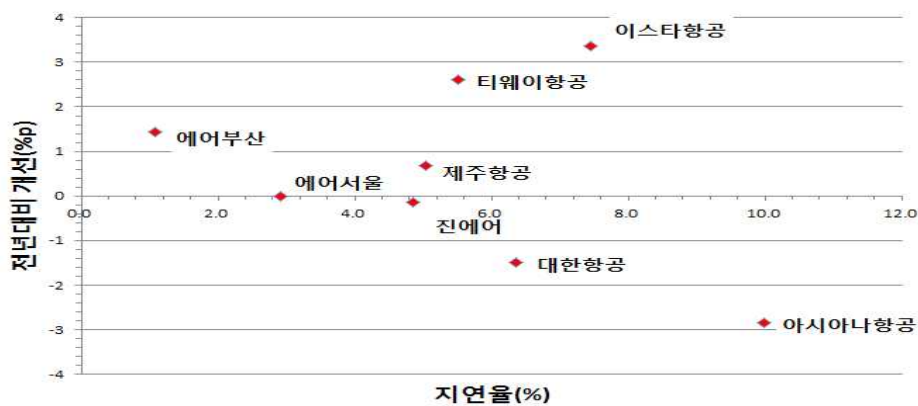 4
이스타항공
3
티웨이항공
2
에어부산
1
제주항공
에어서울
0
0.0 2.0 4.0 6.0 8.0 10.0 12.0
진에어
-1
대한항공
-2
-3
아시아나항공
-4
전년대비 개선(%p)
지연율(%)